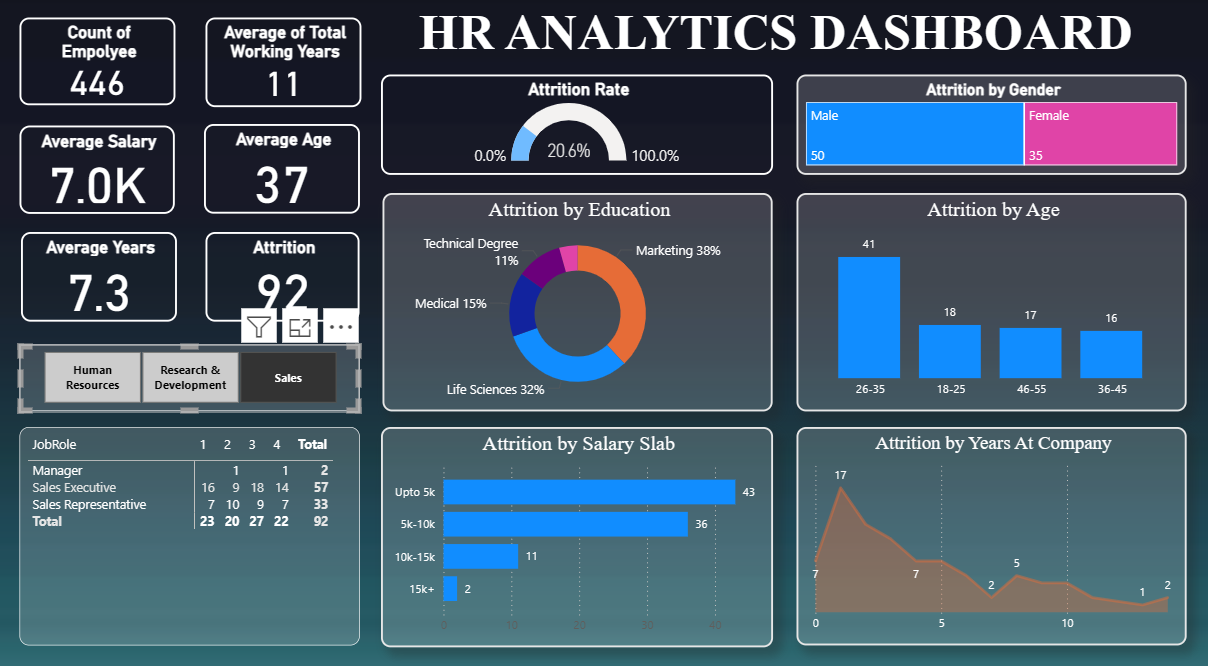 HR ANALYTICS DASHBOARD
Count of
Empolyee
446
Average of Total
Working Years
11
Average Salary
7.0K
Average Age
37
Average Years
7.3
Attrition
92
Human
Resources
Research &
Development
Sales
JobRole 1 2 3 4 Total
Manager 1 1 2
Sales Executive 16 9 18 14 57
Sales Representative 7 10 9 7 33
Total 23 20 27 22 92
Attrition Rate
0.0% 20.6% 100.0%
Attrition by Gender
Male
50
Female
35
Attrition by Education
Technical Degree
11%
Marketing 38%
Medical 15%
Life Sciences 32%
Attrition by Age
41
18
17
16
26-35 18-25 46-55 36-45
Attrition by Salary Slab
Upto 5k 43
5k-10k 36
10k-15k 11
15k+ 2
0 10 20 30 40
Attrition by Years At Company
17
7
7
2
5
1
2
0 5 10